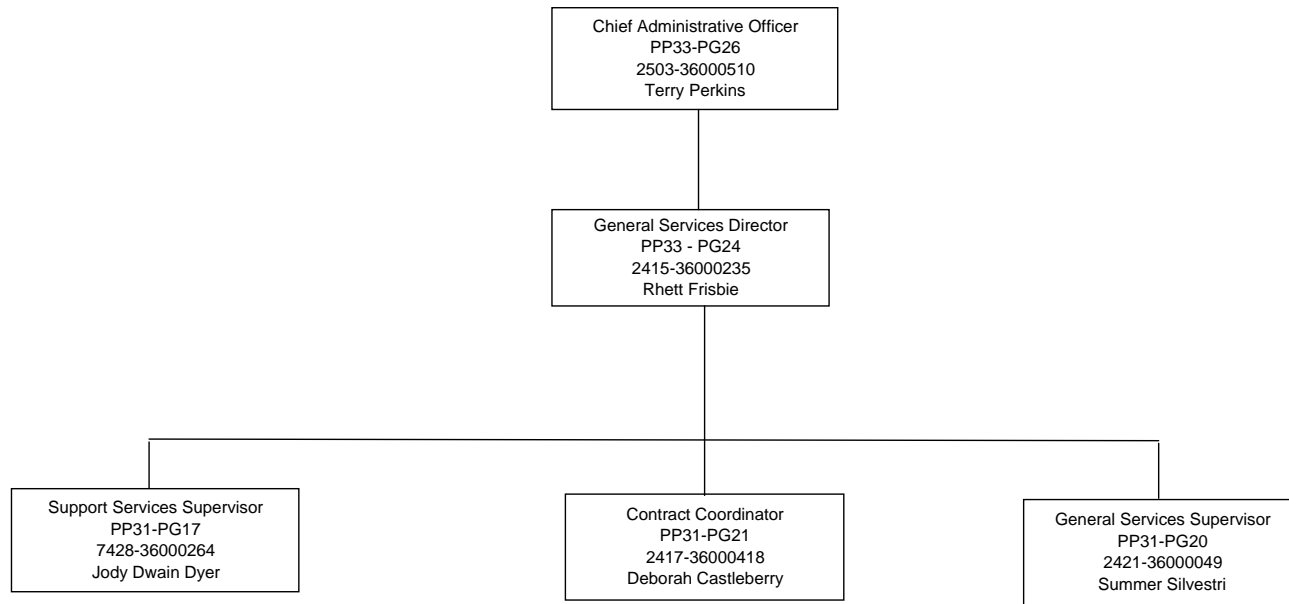 Chief Administrative Officer
PP33-PG26
2503-36000510
Terry Perkins
General Services Director
PP33 - PG24
2415-36000235
Rhett Frisbie
Support Services Supervisor
PP31-PG17
7428-36000264
Jody Dwain Dyer
Contract Coordinator
PP31-PG21
2417-36000418
Deborah Castleberry
General Services Supervisor
PP31-PG20
2421-36000049
Summer Silvestri